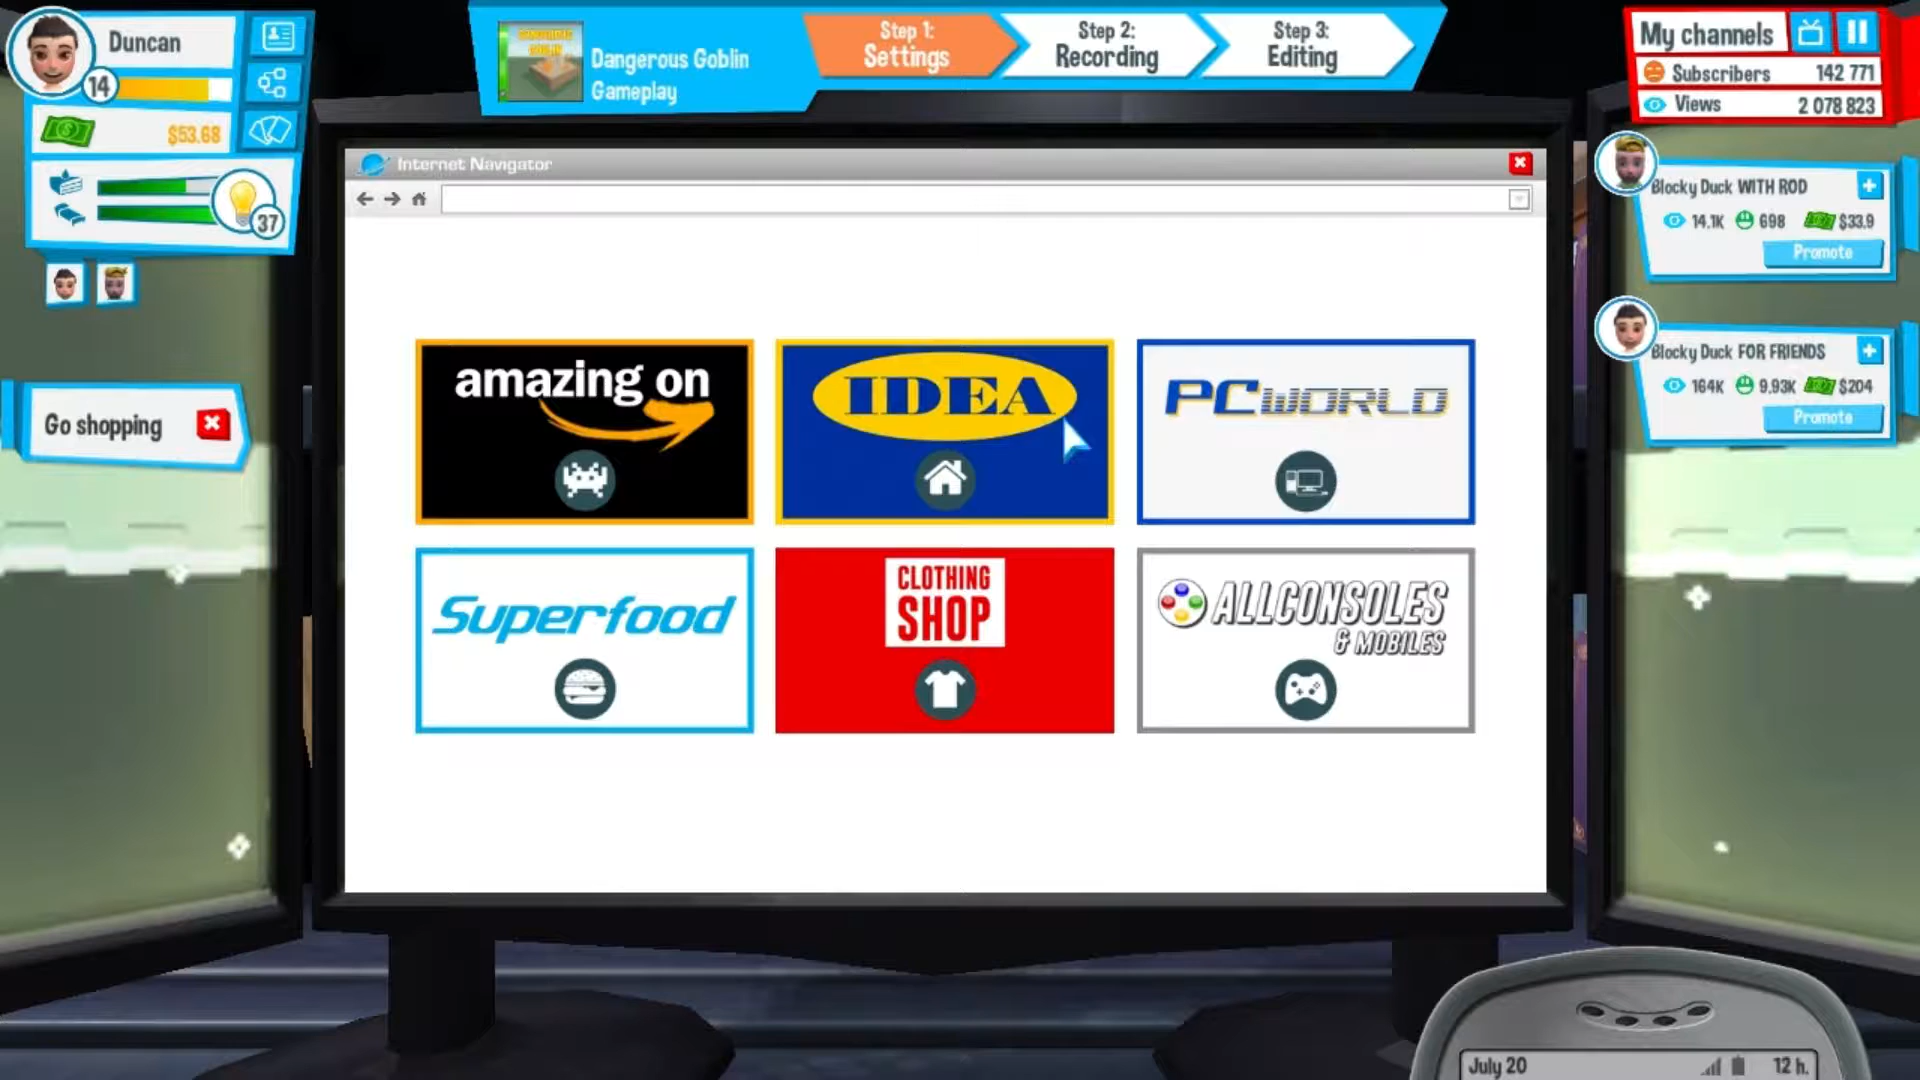 Duncan
14
$53.68
37
Go shopping
Dangerous Goblin
Gameplay
Step 1:
Settings
Step 2:
Recording
Step 3:
Editing
My channels
Subscribers 142 771
Views 2 078 823
Blocky Duck WITH ROD
14.1K 698 $33.9
Promote
Blocky Duck FOR FRIENDS
164K 9.93K $204
Promote
Internet Navigator
amazing on
IDEA
PCWORLD
Superfood
CLOTHING
SHOP
ALLCONSOLES
& MOBILES
July 20 12 h.